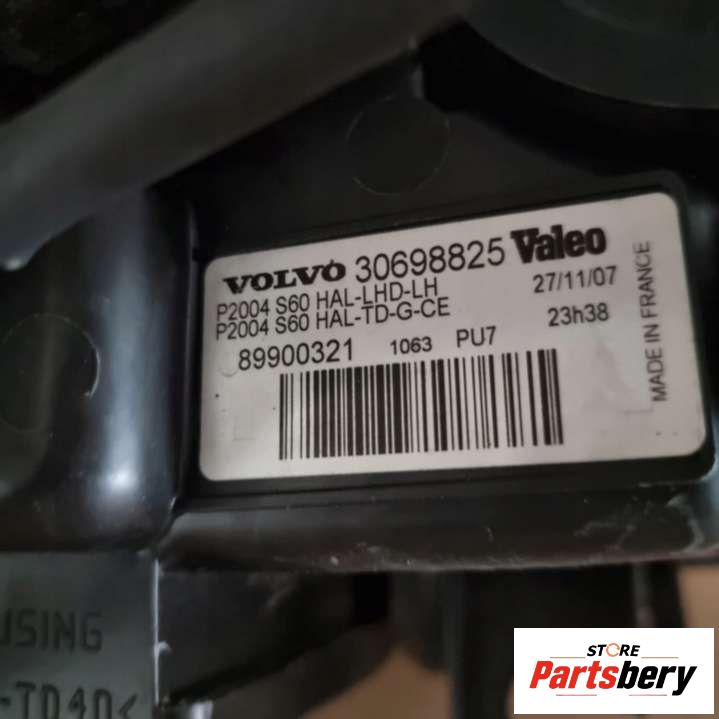 VOLVO 30698825 Valeo
P2004 S60 HAL-LHD-LH 27/11/07
P2004 S60 HAL-TD-G-CE 23h38
89900321 1063 PU7
MADE IN FRANCE
USING
-TD40<
STORE
Partsbery